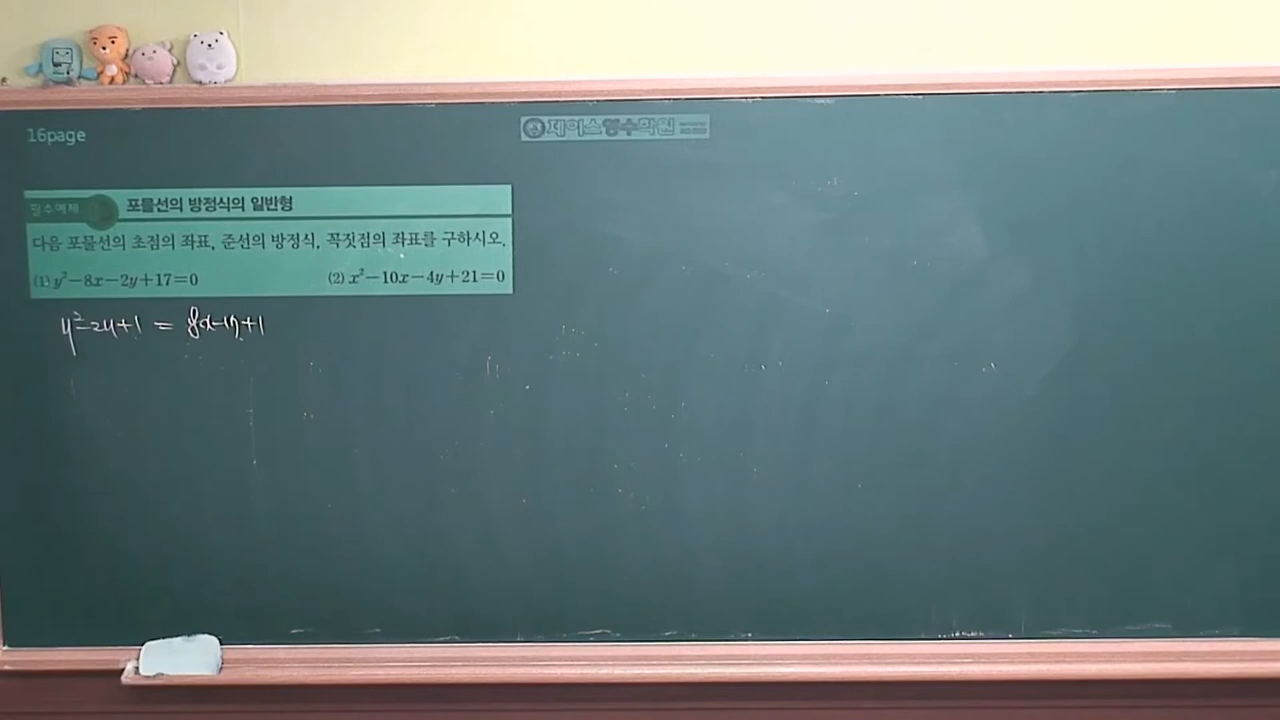 16page
제이스영수학원
필수예제 포물선의 방정식의 일반형
다음 포물선의 초점의 좌표, 준선의 방정식, 꼭짓점의 좌표를 구하시오.
(1) y²-8x-2y+17=0 (2) x²-10x-4y+21=0
y²-2y+1 = 8x-17+1